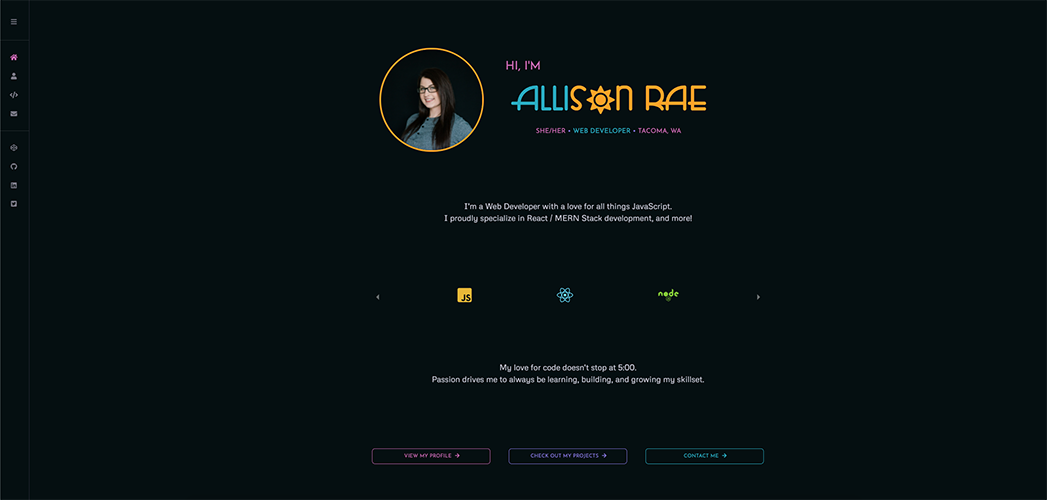 HI, I'M
ALLISON RAE
SHE/HER • WEB DEVELOPER • TACOMA, WA
I'm a Web Developer with a love for all things JavaScript.
I proudly specialize in React / MERN Stack development, and more!
JS
node
My love for code doesn't stop at 5:00.
Passion drives me to always be learning, building, and growing my skillset.
VIEW MY PROFILE →
CHECK OUT MY PROJECTS →
CONTACT ME →